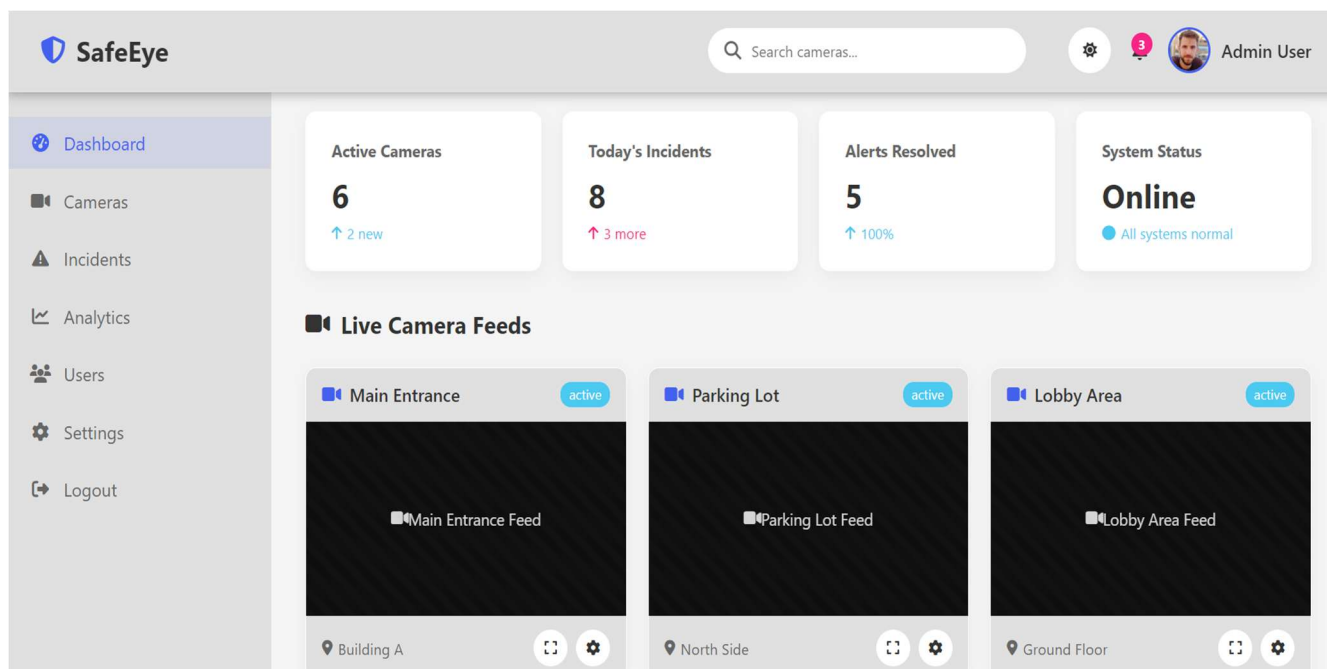 SafeEye
Search cameras...
3
Admin User
Dashboard
Cameras
Incidents
Analytics
Users
Settings
Logout
Active Cameras
6
↑ 2 new
Today's Incidents
8
↑ 3 more
Alerts Resolved
5
↑ 100%
System Status
Online
All systems normal
Live Camera Feeds
Main Entrance
active
Main Entrance Feed
Building A
Parking Lot
active
Parking Lot Feed
North Side
Lobby Area
active
Lobby Area Feed
Ground Floor